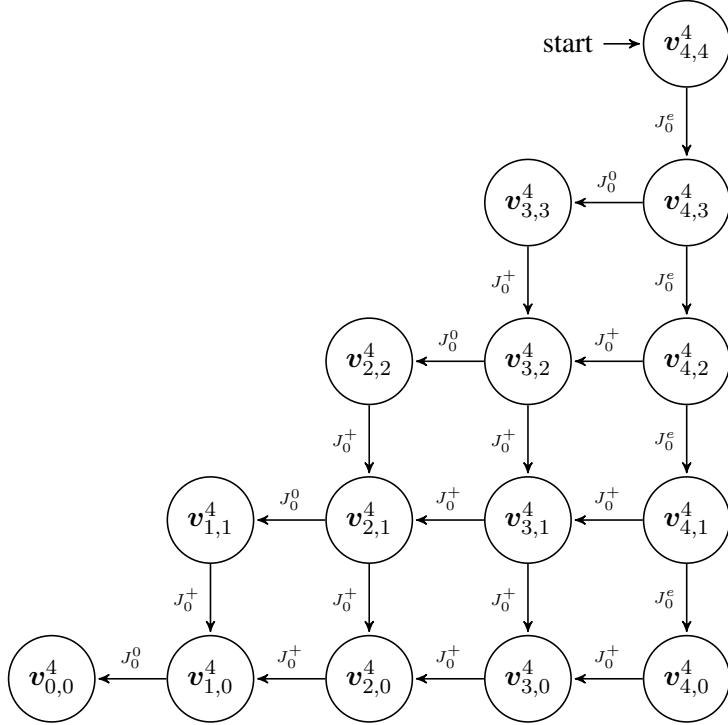 start v^4_{4,4}
J^e_0
v^4_{3,3} J^0_0 v^4_{4,3}
J^+_0 J^e_0
v^4_{2,2} J^0_0 v^4_{3,2} J^+_0 v^4_{4,2}
J^+_0 J^+_0 J^e_0
v^4_{1,1} J^0_0 v^4_{2,1} J^+_0 v^4_{3,1} J^+_0 v^4_{4,1}
J^+_0 J^+_0 J^+_0 J^e_0
v^4_{0,0} J^0_0 v^4_{1,0} J^+_0 v^4_{2,0} J^+_0 v^4_{3,0} J^+_0 v^4_{4,0}